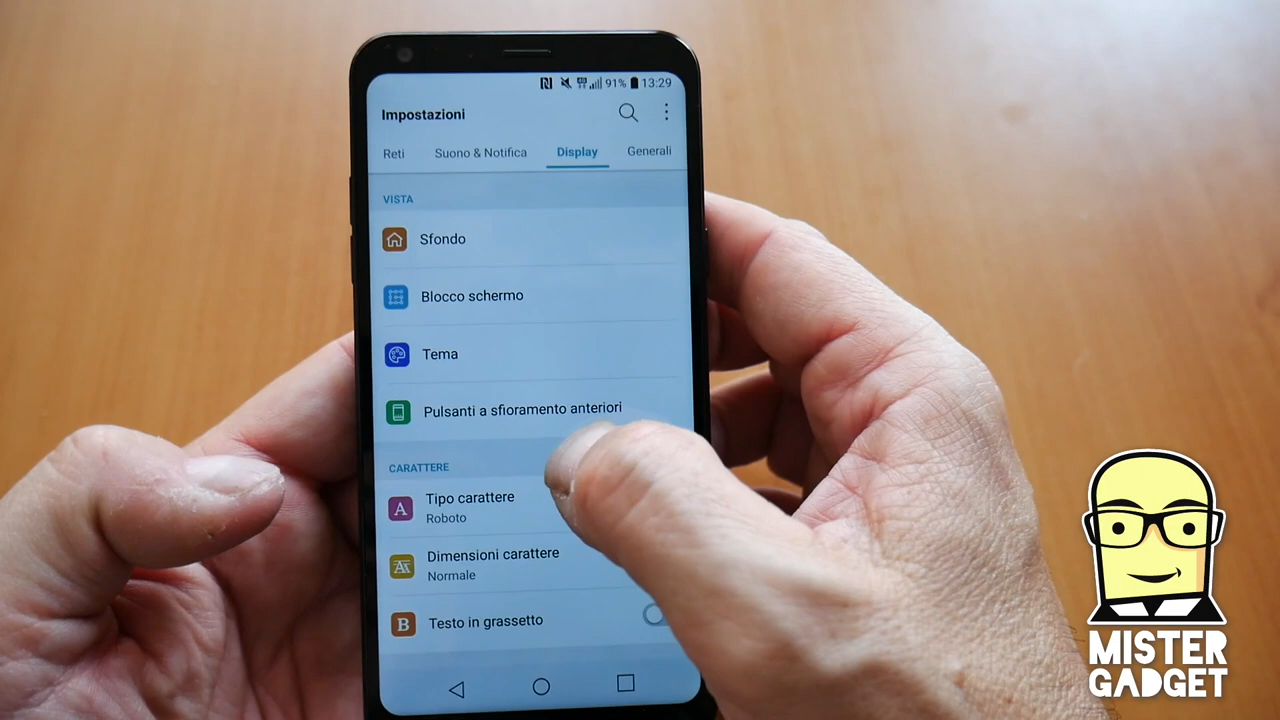 91% 13:29
Impostazioni
Reti Suono & Notifica Display Generali
VISTA
Sfondo
Blocco schermo
Tema
Pulsanti a sfioramento anteriori
CARATTERE
A Tipo carattere
Roboto
AA Dimensioni carattere
Normale
B Testo in grassetto
MISTER
GADGET